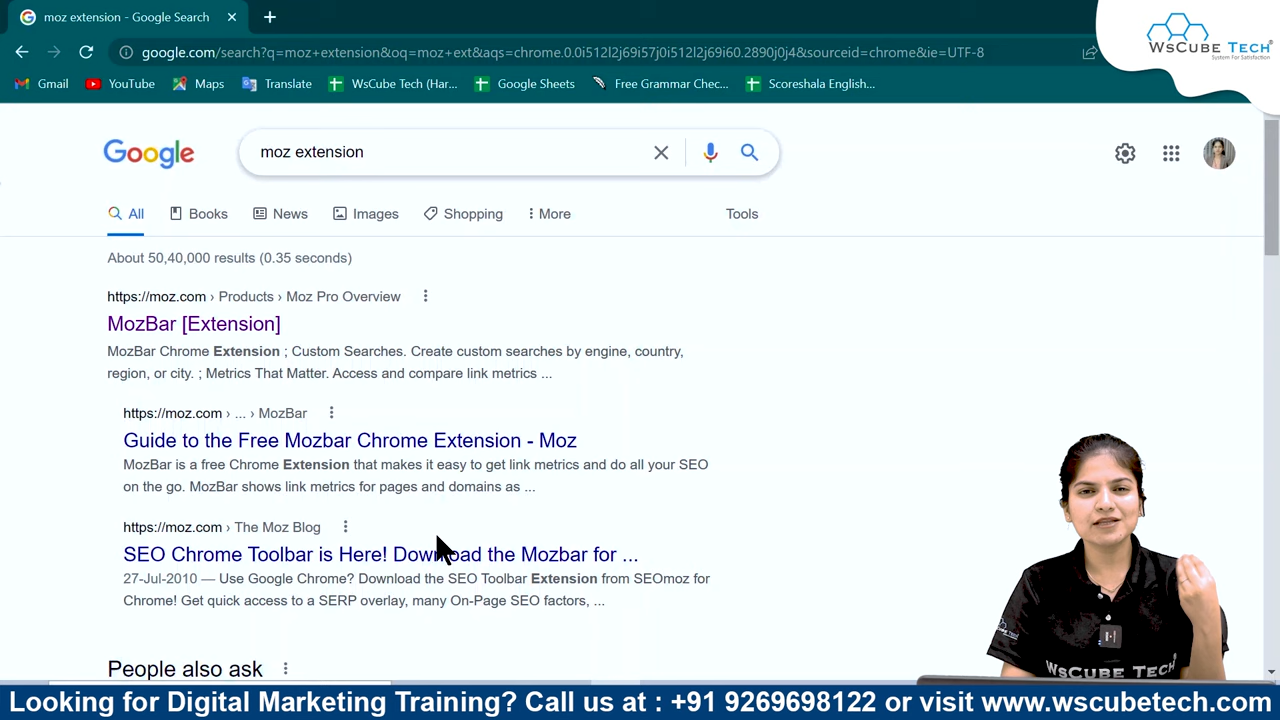 moz extension - Google Search
google.com/search?q=moz+extension&oq=moz+ext&aqs=chrome.0.0i512l2j69i57j0i512l2j69i60.2890j0j4&sourceid=chrome&ie=UTF-8
WsCube Tech
System For Satisfaction
Gmail YouTube Maps Translate WsCube Tech (Har... Google Sheets Free Grammar Chec... Scoreshala English...
Google moz extension
All Books News Images Shopping More Tools
About 50,40,000 results (0.35 seconds)
https://moz.com › Products › Moz Pro Overview
MozBar [Extension]
MozBar Chrome Extension ; Custom Searches. Create custom searches by engine, country,
region, or city. ; Metrics That Matter. Access and compare link metrics ...
https://moz.com › ... › MozBar
Guide to the Free Mozbar Chrome Extension - Moz
MozBar is a free Chrome Extension that makes it easy to get link metrics and do all your SEO
on the go. MozBar shows link metrics for pages and domains as ...
https://moz.com › The Moz Blog
SEO Chrome Toolbar is Here! Download the Mozbar for ...
27-Jul-2010 — Use Google Chrome? Download the SEO Toolbar Extension from SEOmoz for
Chrome! Get quick access to a SERP overlay, many On-Page SEO factors, ...
People also ask
WsCube Tech
WsCube Tech
Looking for Digital Marketing Training? Call us at : +91 9269698122 or visit www.wscubetech.com